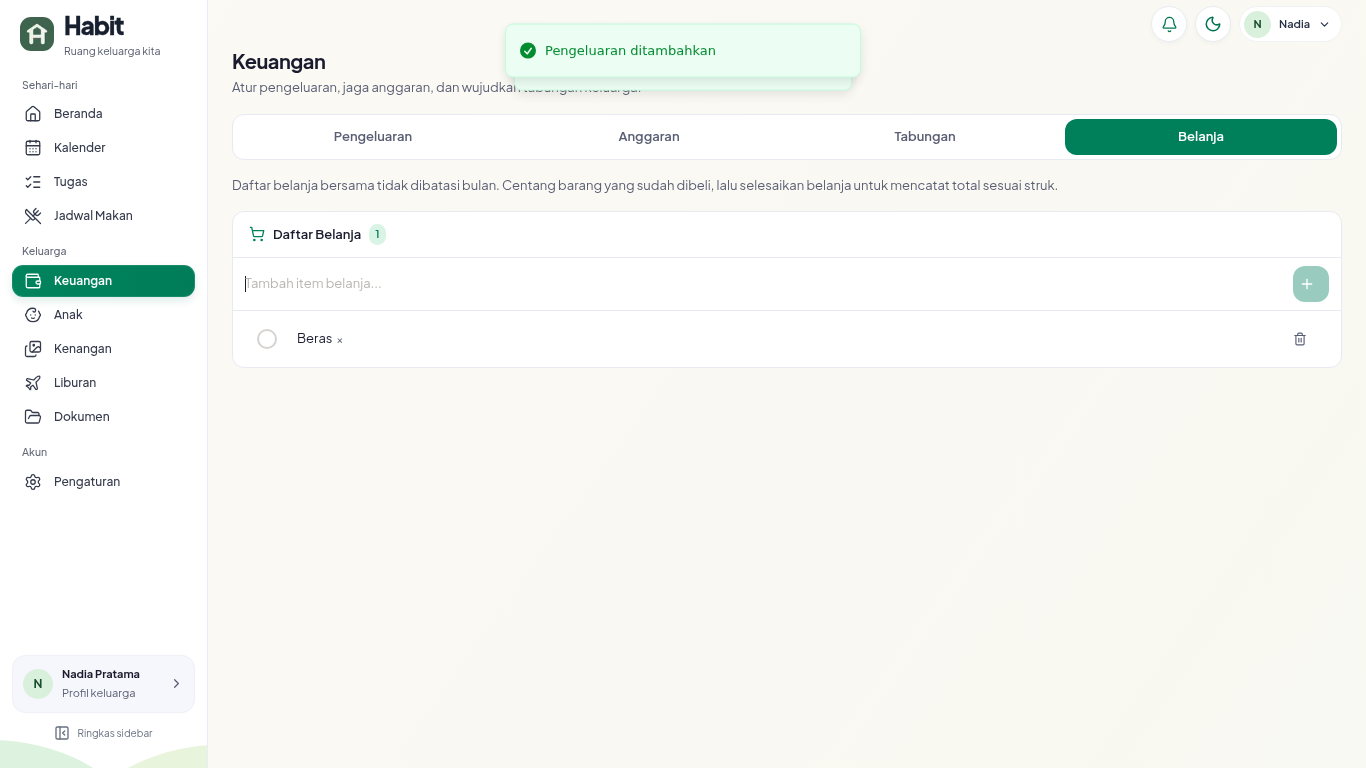 Habit
Ruang keluarga kita
Sehari-hari
Beranda
Kalender
Tugas
Jadwal Makan
Keluarga
Keuangan
Anak
Kenangan
Liburan
Dokumen
Akun
Pengaturan
N
Nadia Pratama
Profil keluarga
Ringkas sidebar
N Nadia
Pengeluaran ditambahkan
Keuangan
Atur pengeluaran, jaga anggaran, dan wujudkan tabungan keluarga.
Pengeluaran Anggaran Tabungan Belanja
Daftar belanja bersama tidak dibatasi bulan. Centang barang yang sudah dibeli, lalu selesaikan belanja untuk mencatat total sesuai struk.
Daftar Belanja 1
Tambah item belanja...
Beras ×